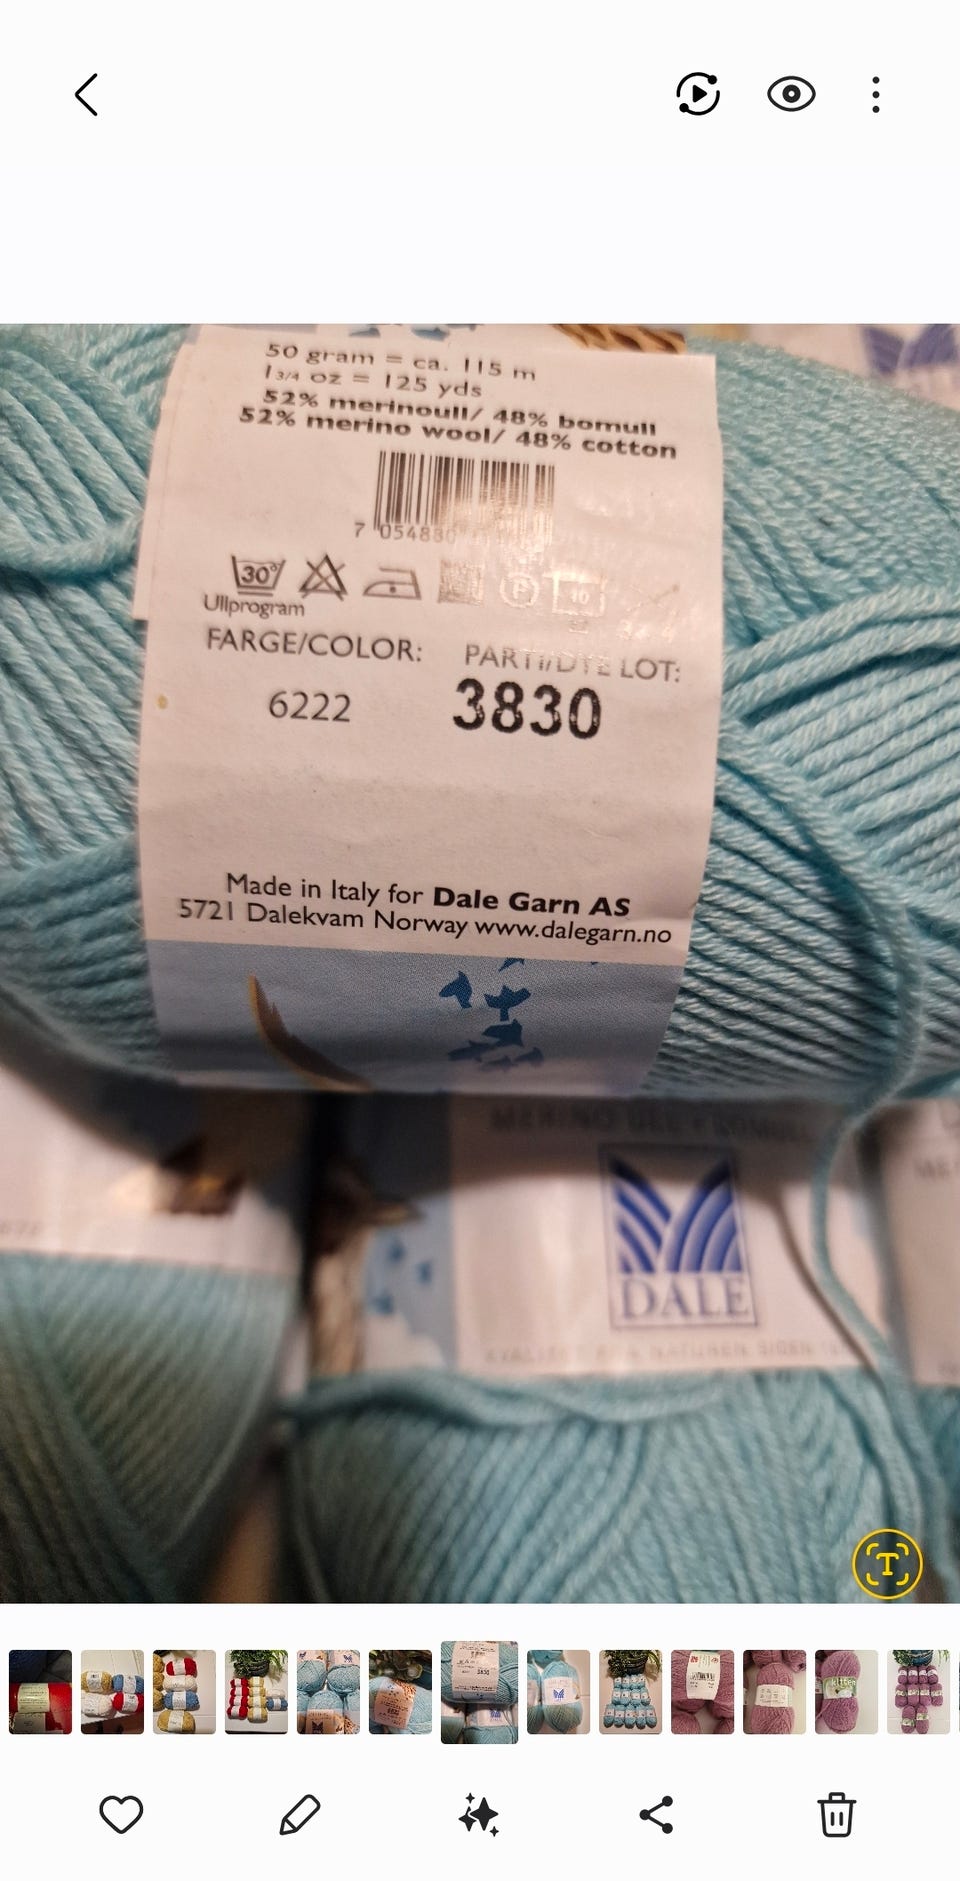 50 gram = ca. 115 m
1 3/4 oz = 125 yds
52% merinoull/ 48% bomull
52% merino wool/ 48% cotton
7 054880
30°
P
Ullprogram
FARGE/COLOR: PARTI/DYE LOT:
6222 3830
Made in Italy for Dale Garn AS
5721 Dalekvam Norway www.dalegarn.no
DALE
T